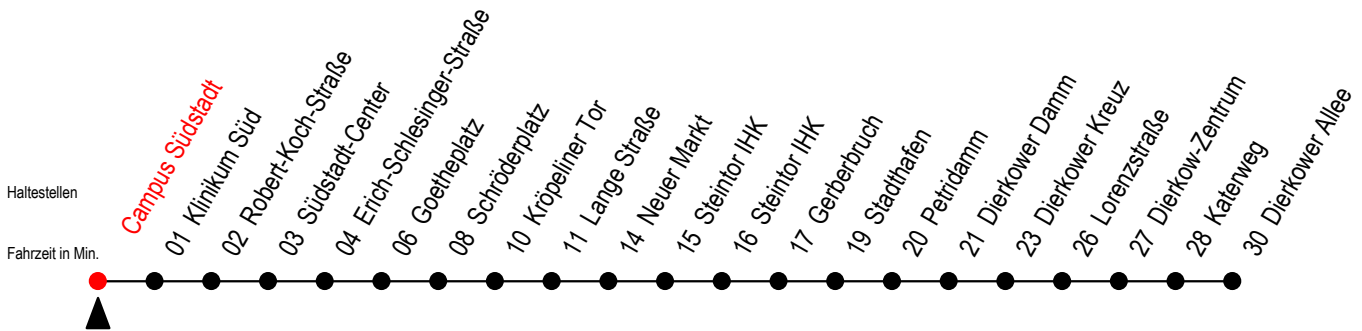 Haltestellen
Fahrzeit in Min.
Campus Südstadt
01 Klinikum Süd
02 Robert-Koch-Straße
03 Südstadt-Center
04 Erich-Schlesinger-Straße
06 Goetheplatz
08 Schröderplatz
10 Kröpeliner Tor
11 Lange Straße
14 Neuer Markt
15 Steintor IHK
16 Steintor IHK
17 Gerberbruch
19 Stadthafen
20 Petridamm
21 Dierkower Damm
23 Dierkower Kreuz
26 Lorenzstraße
27 Dierkow-Zentrum
28 Katerweg
30 Dierkower Allee